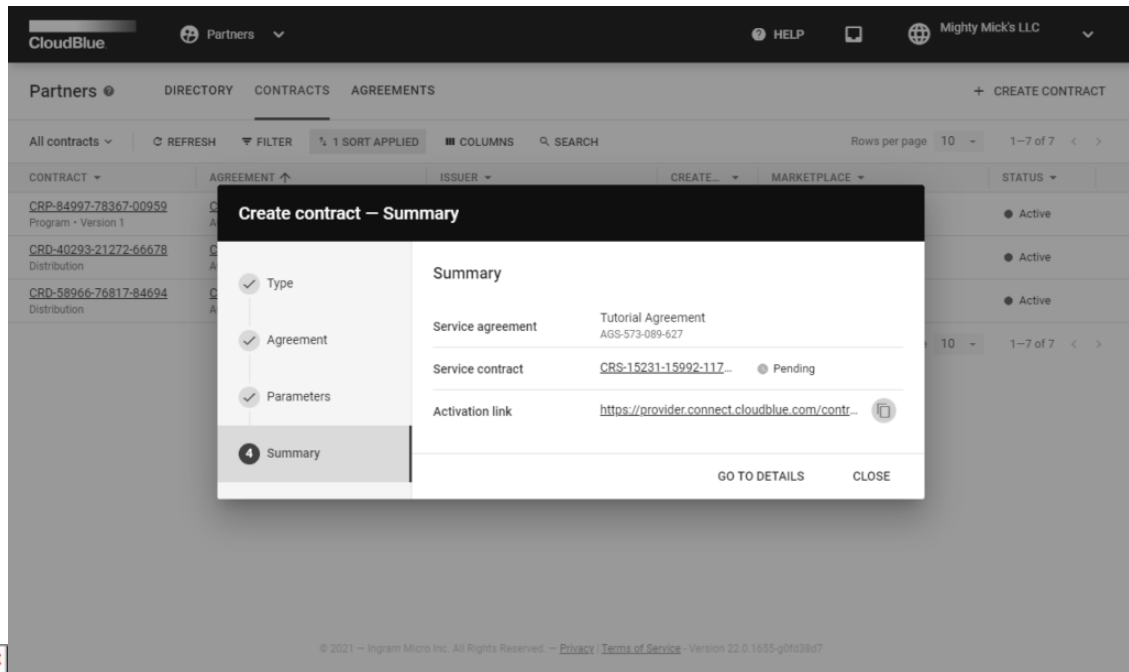 CloudBlue.
Partners
HELP
Mighty Mick's LLC
Partners
DIRECTORY
CONTRACTS
AGREEMENTS
+ CREATE CONTRACT
All contracts
REFRESH
FILTER
1 SORT APPLIED
COLUMNS
SEARCH
Rows per page 10
1–7 of 7
CONTRACT
AGREEMENT
ISSUER
CREATE...
MARKETPLACE
STATUS
CRP-84997-78367-00959
Program • Version 1
Active
CRD-40293-21272-66678
Distribution
Active
CRD-58966-76817-84694
Distribution
Active
10
1–7 of 7
Create contract — Summary
Type
Agreement
Parameters
4 Summary
Summary
Service agreement
Tutorial Agreement
AGS-573-089-627
Service contract
CRS-15231-15992-117...
Pending
Activation link
https://provider.connect.cloudblue.com/contr...
GO TO DETAILS
CLOSE
© 2021 — Ingram Micro Inc. All Rights Reserved. — Privacy | Terms of Service - Version 22.0.1655-g0fd38d7